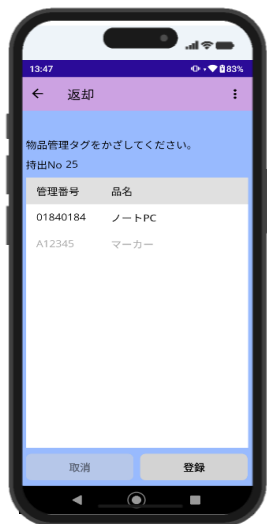 13:47 83%
← 返却
物品管理タグをかざしてください。
持出No 25
管理番号 品名
01840184 ノートPC
A12345 マーカー
取消 登録